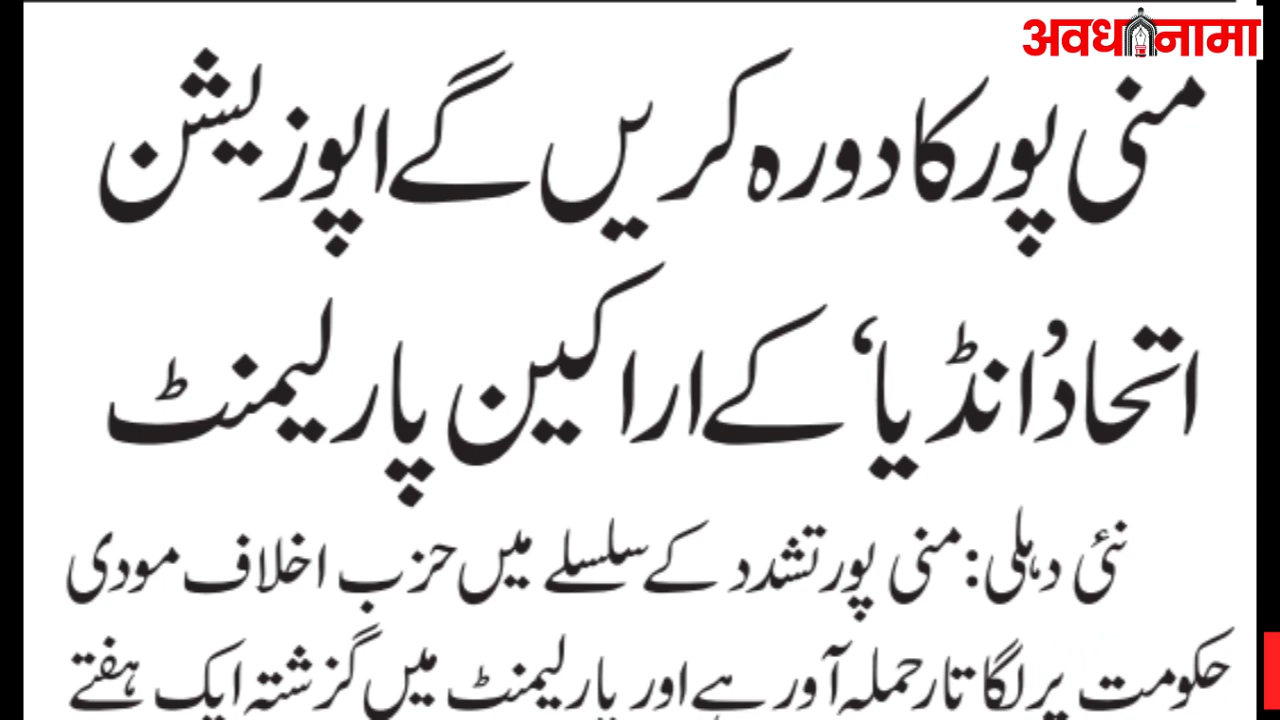 अवधनामा
منی پور کا دورہ کریں گے اپوزیشن
اتحاد ’انڈیا‘ کے اراکین پارلیمنٹ
نئی دہلی: منی پور تشدد کے سلسلے میں حزب اخلاف مودی
حکومت پر لگاتار حملہ آور ہے اور پارلیمنٹ میں گزشتہ ایک ہفتے